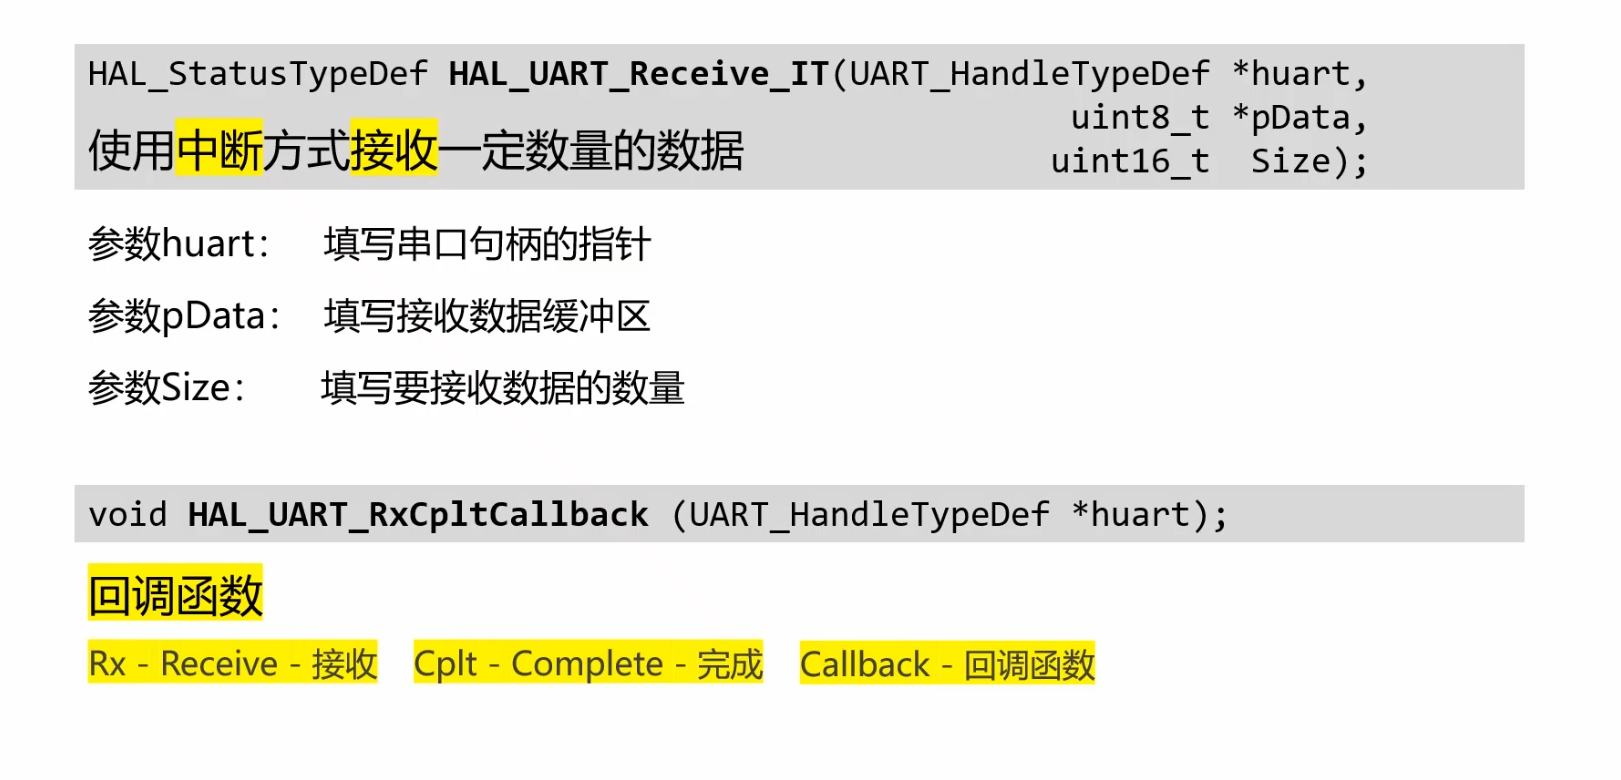 HAL_StatusTypeDef HAL_UART_Receive_IT(UART_HandleTypeDef *huart,
uint8_t *pData,
使用中断方式接收一定数量的数据
uint16_t Size);
参数huart： 填写串口句柄的指针
参数pData： 填写接收数据缓冲区
参数Size： 填写要接收数据的数量
void HAL_UART_RxCpltCallback (UART_HandleTypeDef *huart);
回调函数
Rx - Receive - 接收 Cplt - Complete - 完成 Callback - 回调函数